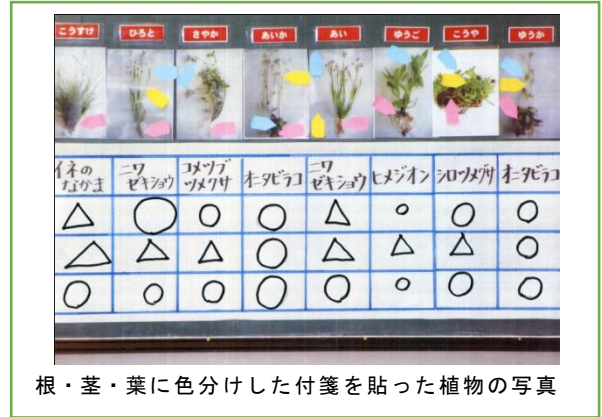 こうすけ ひろと さやか あいか あい ゆうご こうや ゆうか
イネの ニワ コメツブ オニタビラコ ニワ ヒメジオン シロツメグサ オニタビラコ
なかま ゼキショウ ツメクサ ゼキショウ
△ ○ ○ ○ △ ○ ○ ○
△ △ △ ○ △ △ △ ○
○ ○ ○ ○ ○ ○ ○ ○
根・茎・葉に色分けした付箋を貼った植物の写真